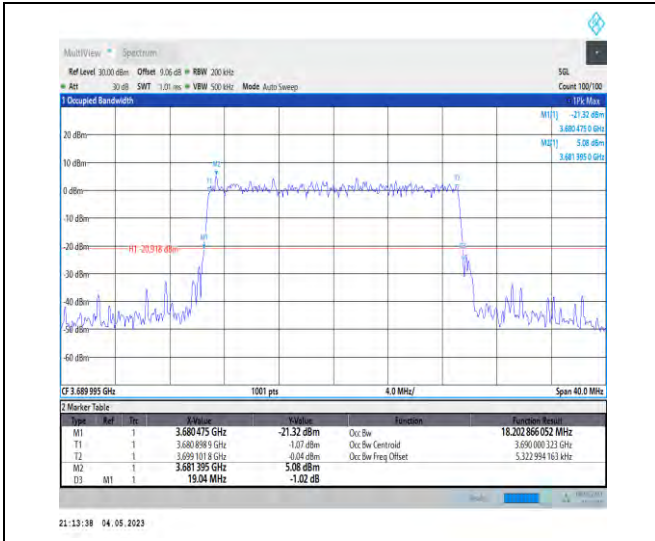 MultiView Spectrum
Ref Level 30.00 dBm Offset 9.06 dB RBW 200 kHz SGL
Att 30 dB SWT 1.01 ms VBW 500 kHz Mode Auto Sweep Count 100/100
1 Occupied Bandwidth 1Pk Max
M1[1] -21.32 dBm
3.680 475 0 GHz
M2[1] 5.08 dBm
3.681 395 0 GHz
20 dBm
10 dBm
M2
T1 T2
0 dBm
-10 dBm
M1
-20 dBm
H1 -20.918 dBm
-30 dBm
-40 dBm
-50 dBm
-60 dBm
CF 3.689 995 GHz 1001 pts 4.0 MHz/ Span 40.0 MHz
2 Marker Table
Type Ref Trc X-Value Y-Value Function Function Result
M1 1 3.680 475 GHz -21.32 dBm Occ Bw 18.202 866 052 MHz
T1 1 3.680 898 9 GHz -1.07 dBm Occ Bw Centroid 3.690 000 323 GHz
T2 1 3.699 101 8 GHz -0.04 dBm Occ Bw Freq Offset 5.322 994 163 kHz
M2 1 3.681 395 GHz 5.08 dBm
D3 M1 1 19.04 MHz -1.02 dB
21:13:38 04.05.2023